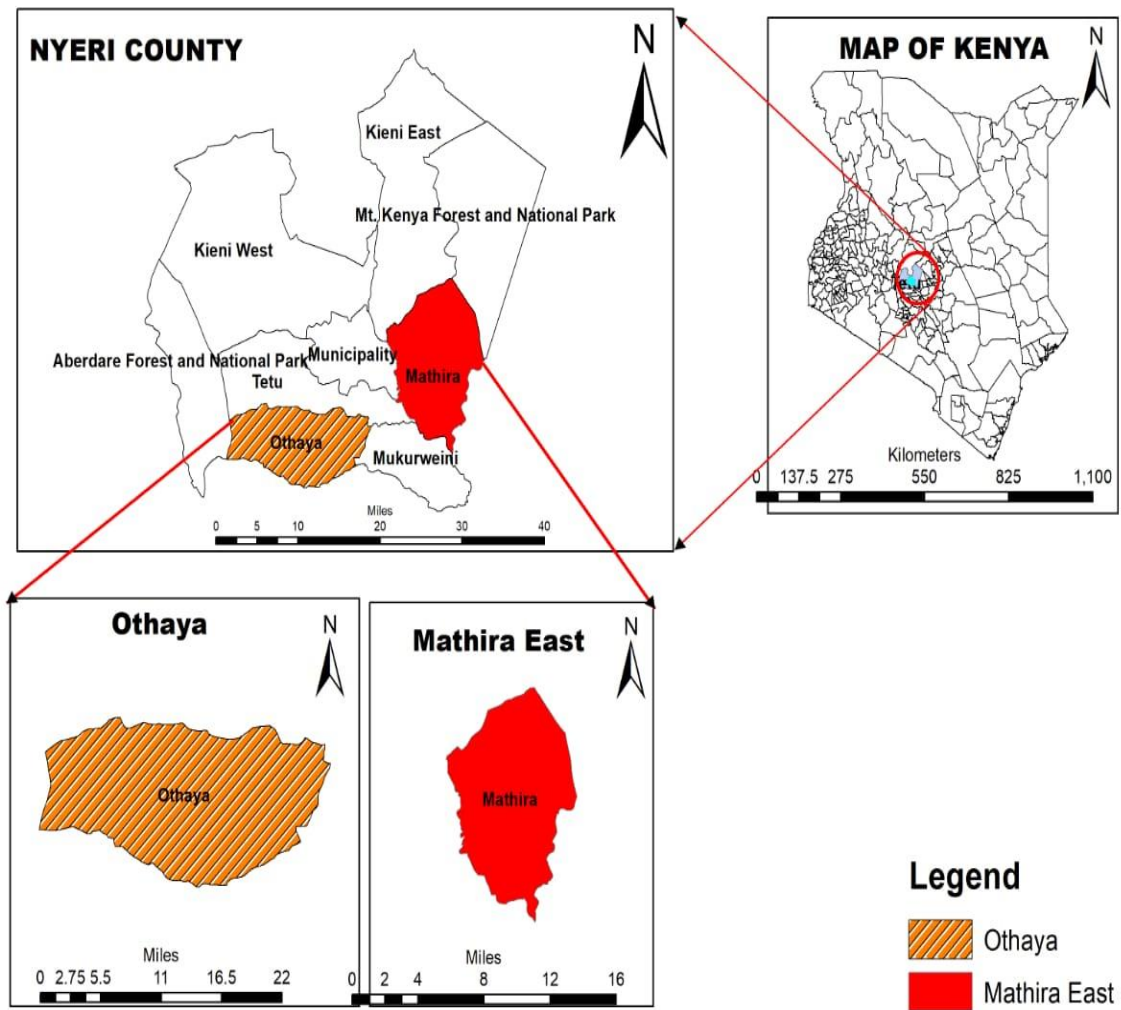 NYERI COUNTY
N
Kieni East
Mt. Kenya Forest and National Park
Kieni West
Municipality
Aberdare Forest and National Park
Tetu
Mathira
Othaya
Mukurweini
Miles
0 5 10 20 30 40
MAP OF KENYA
N
Kilometers
0 137.5 275 550 825 1,100
Othaya
N
Othaya
Miles
0 2.75 5.5 11 16.5 22
Mathira East
N
Mathira
Miles
0 2 4 8 12 16
Legend
Othaya
Mathira East